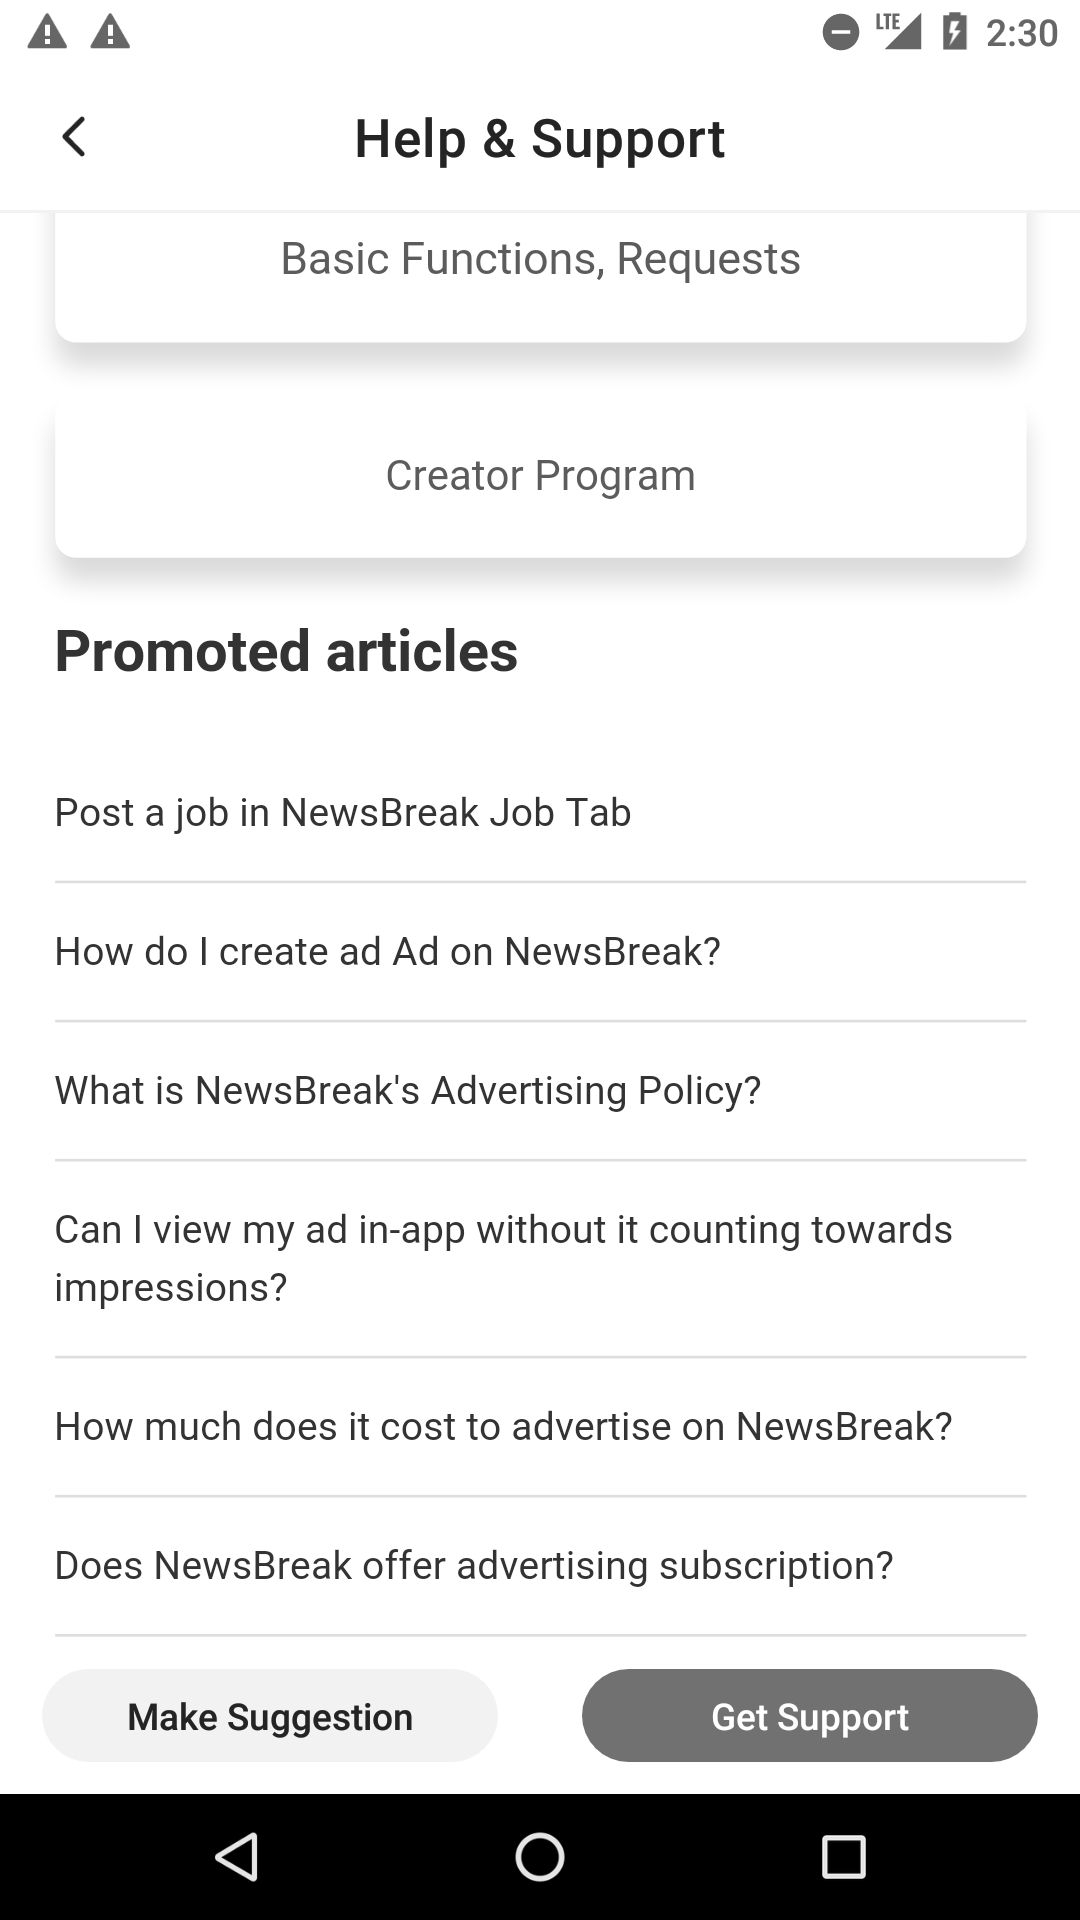 LTE 2:30
Help & Support
Basic Functions, Requests
Creator Program
Promoted articles
Post a job in NewsBreak Job Tab
How do I create ad Ad on NewsBreak?
What is NewsBreak's Advertising Policy?
Can I view my ad in-app without it counting towards
impressions?
How much does it cost to advertise on NewsBreak?
Does NewsBreak offer advertising subscription?
Make Suggestion
Get Support